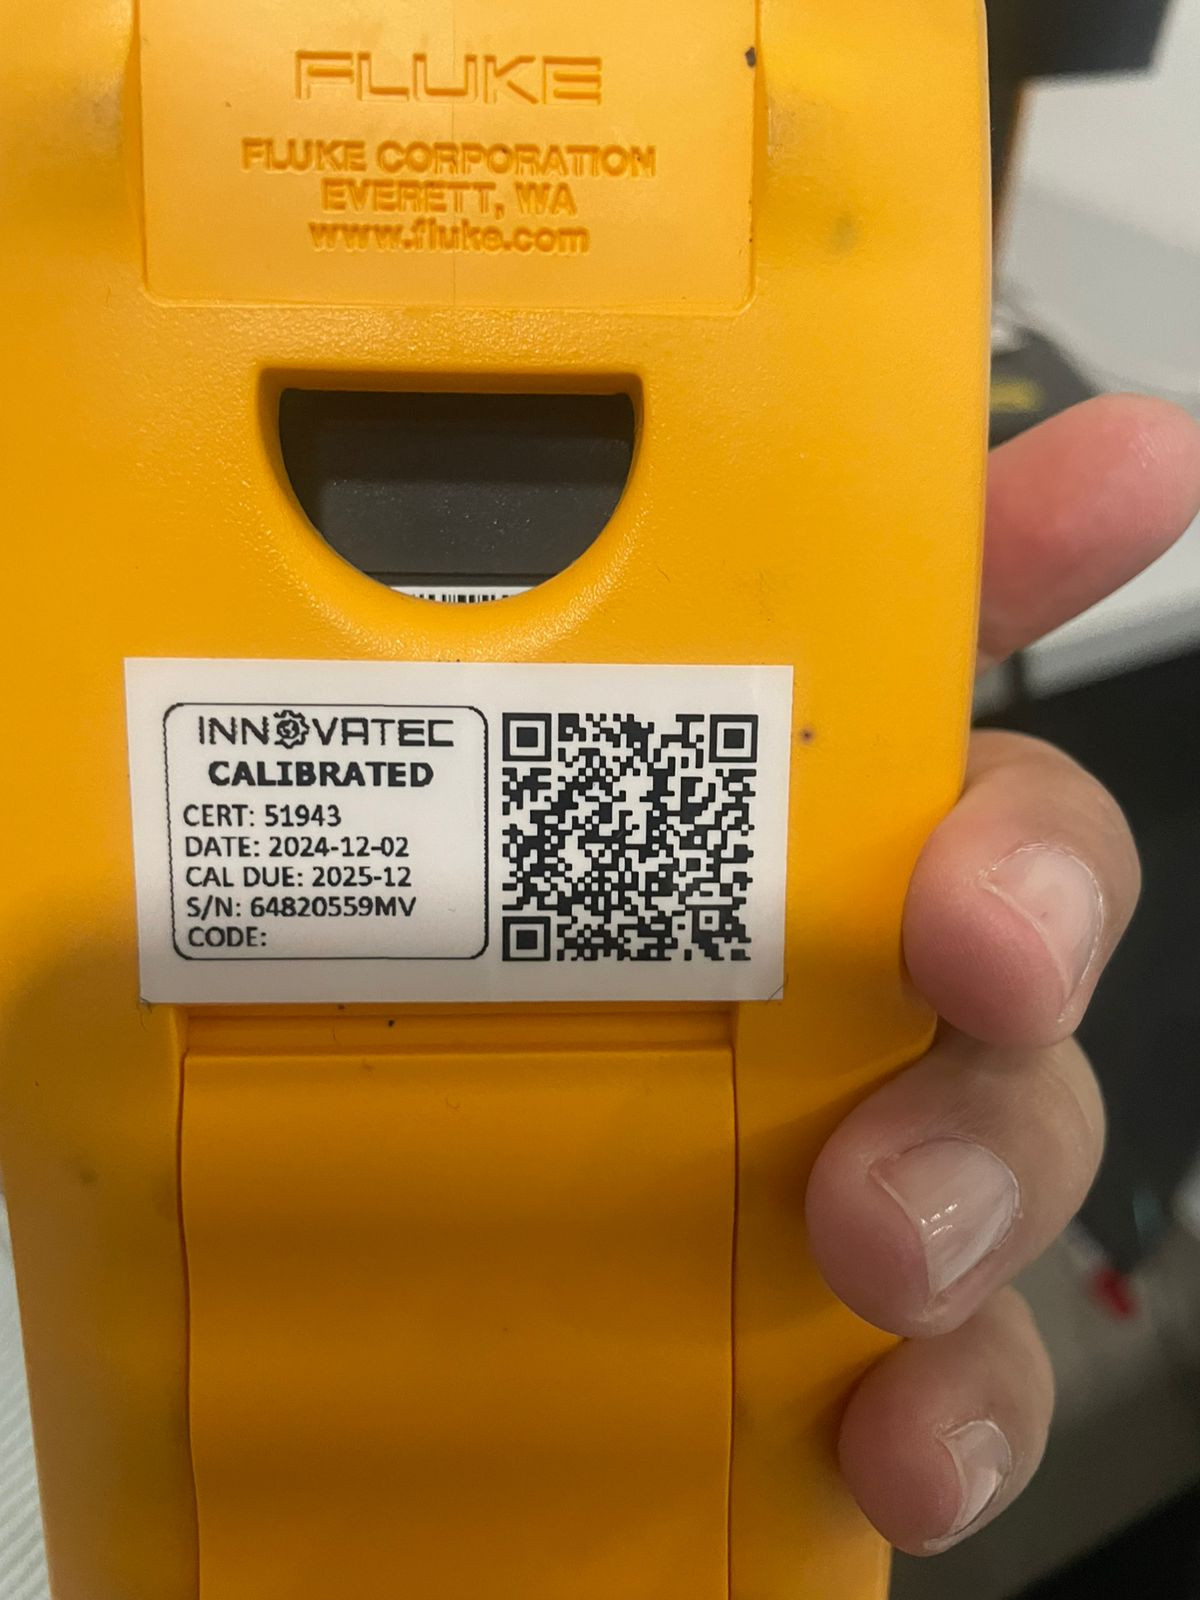 FLUKE
FLUKE CORPORATION
EVERETT, WA
www.fluke.com
INNOVATEC
CALIBRATED
CERT: 51943
DATE: 2024-12-02
CAL DUE: 2025-12
S/N: 64820559MV
CODE: